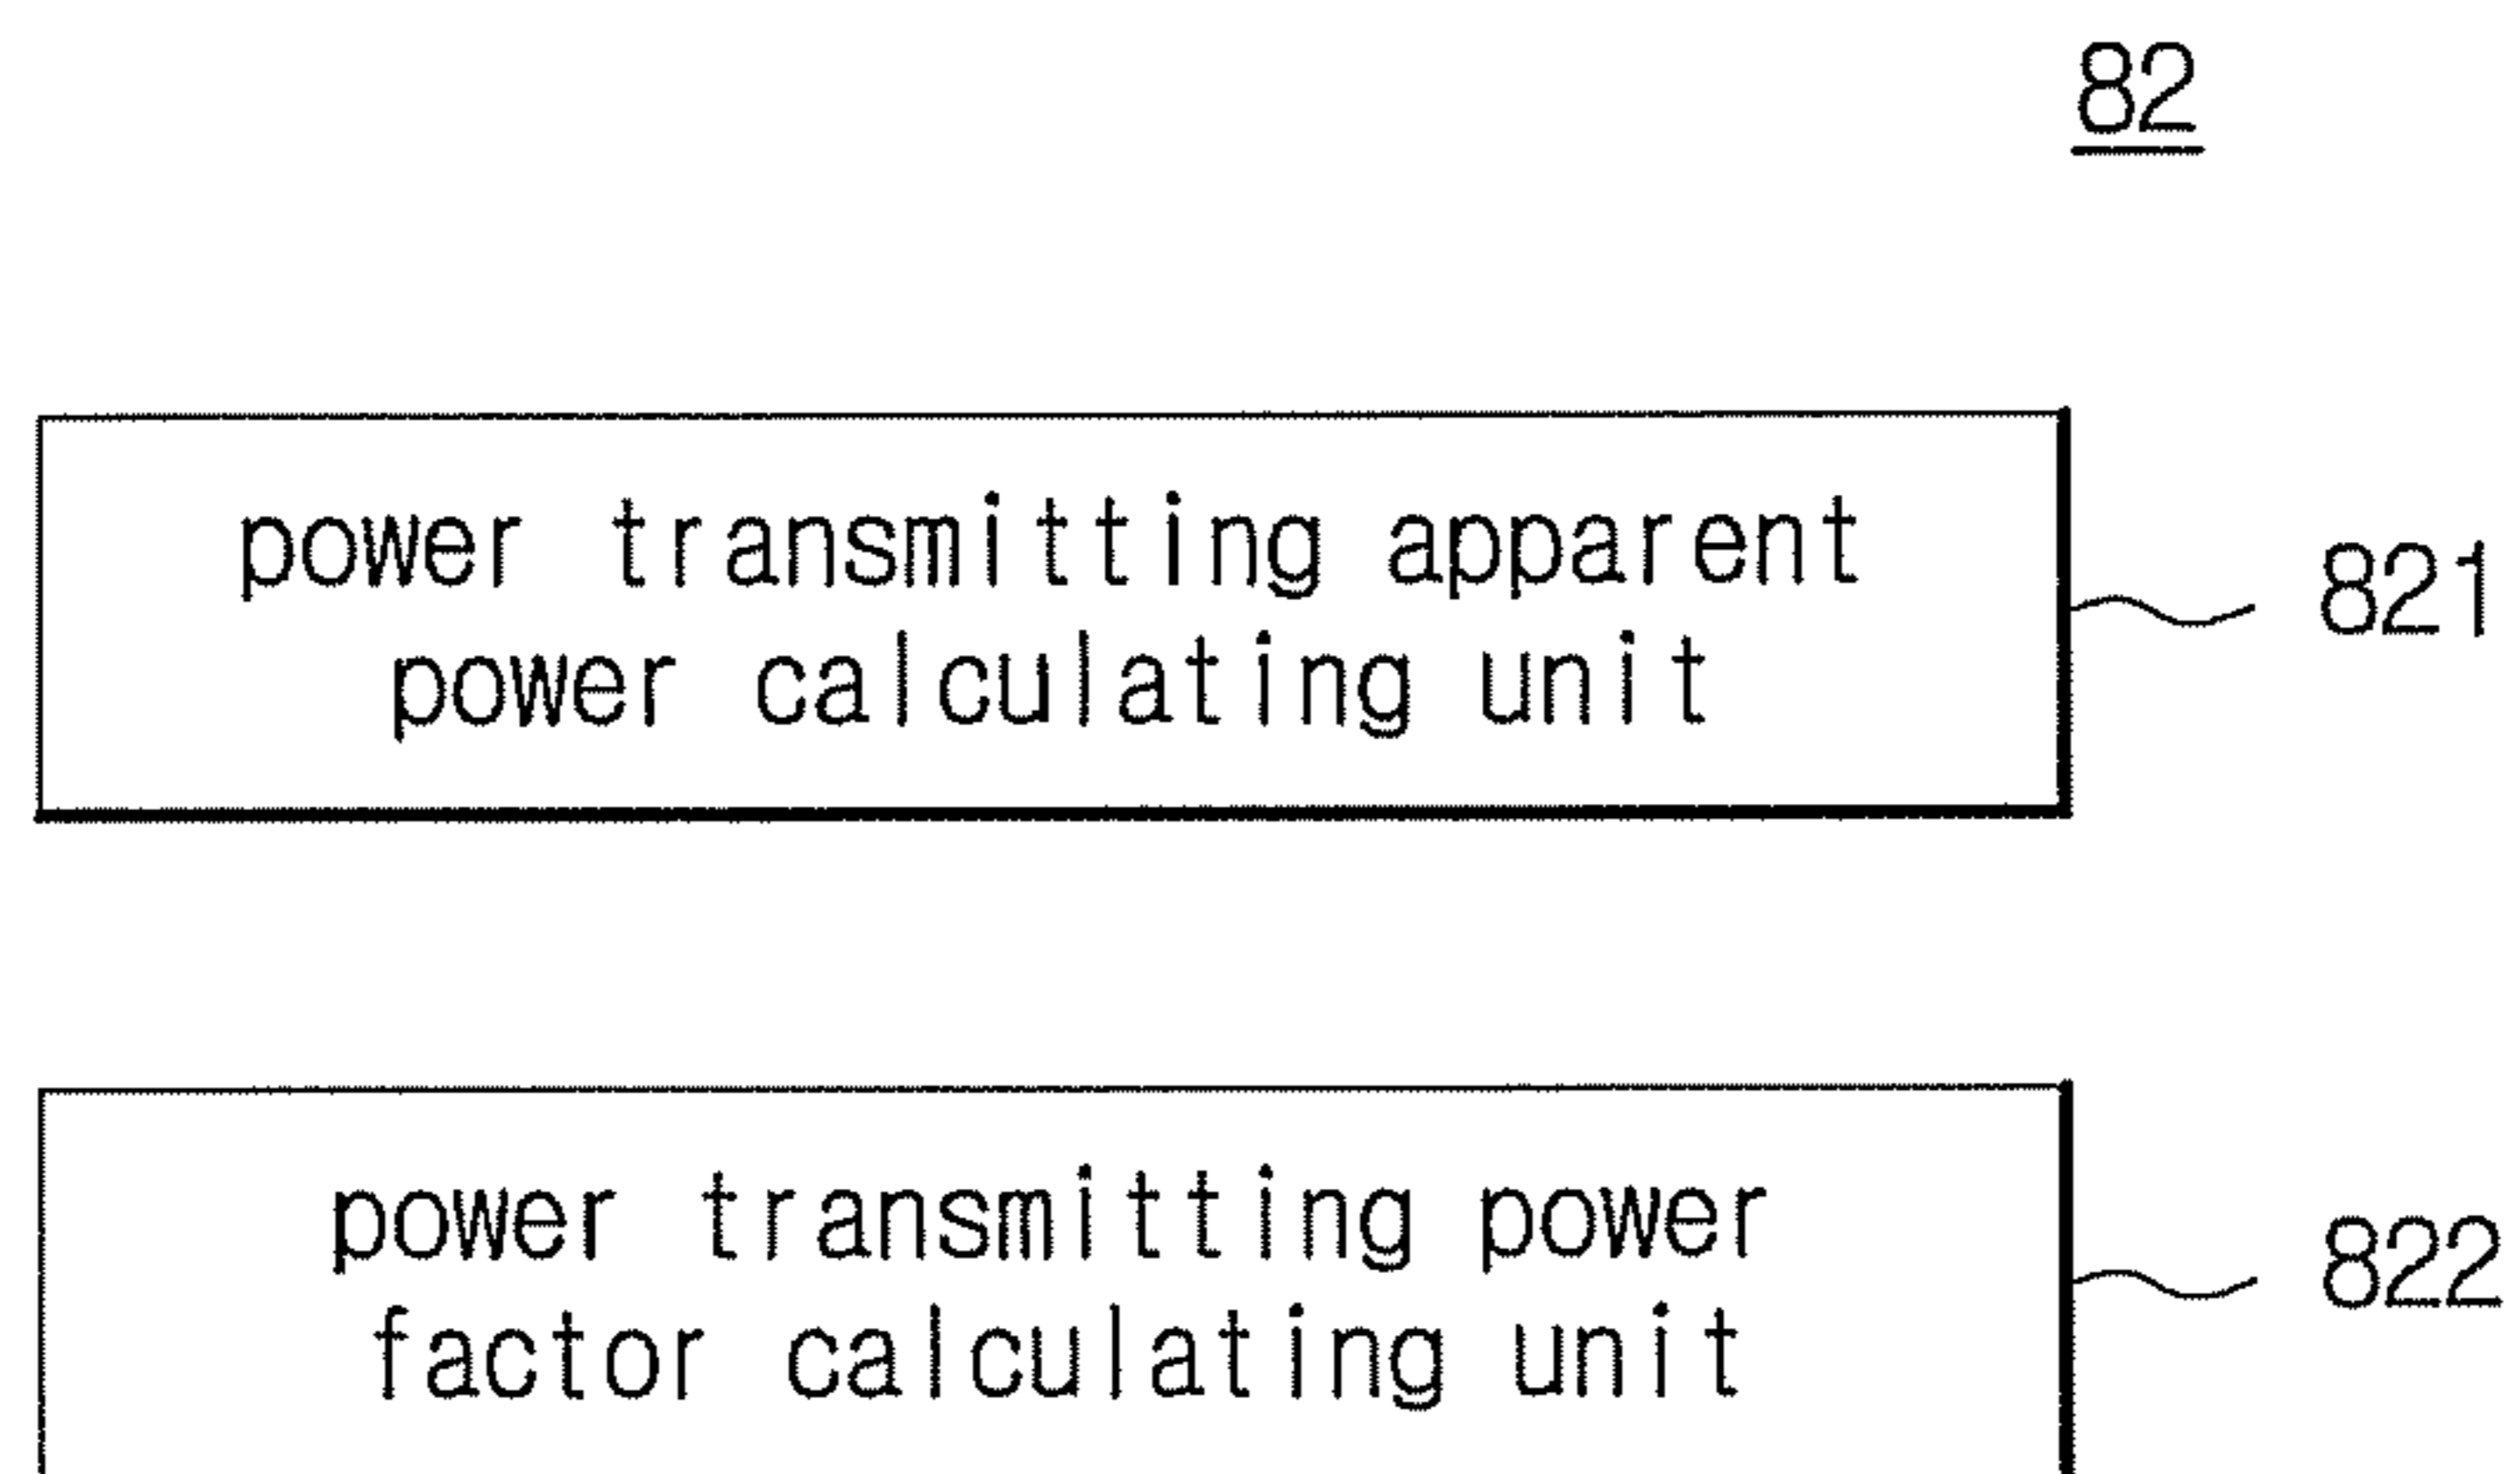 82
power transmitting apparent
power calculating unit
821
power transmitting power
factor calculating unit
822